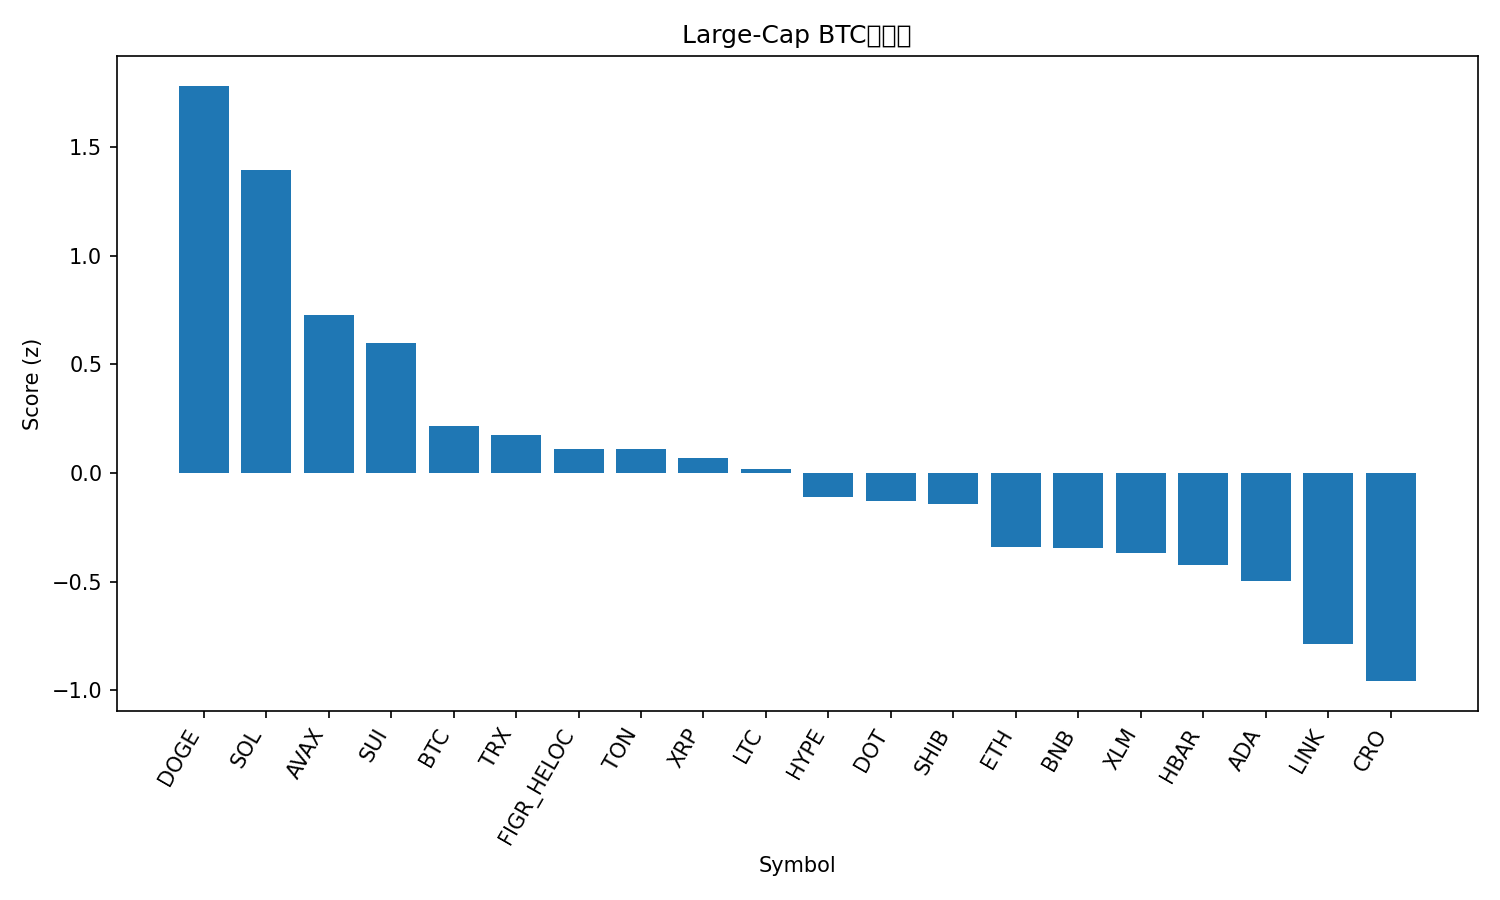 Large-Cap BTC
Score (z)
1.5
1.0
0.5
0.0
−0.5
−1.0
DOGE
SOL
AVAX
SUI
BTC
TRX
FIGR_HELOC
TON
XRP
LTC
HYPE
DOT
SHIB
ETH
BNB
XLM
HBAR
ADA
LINK
CRO
Symbol